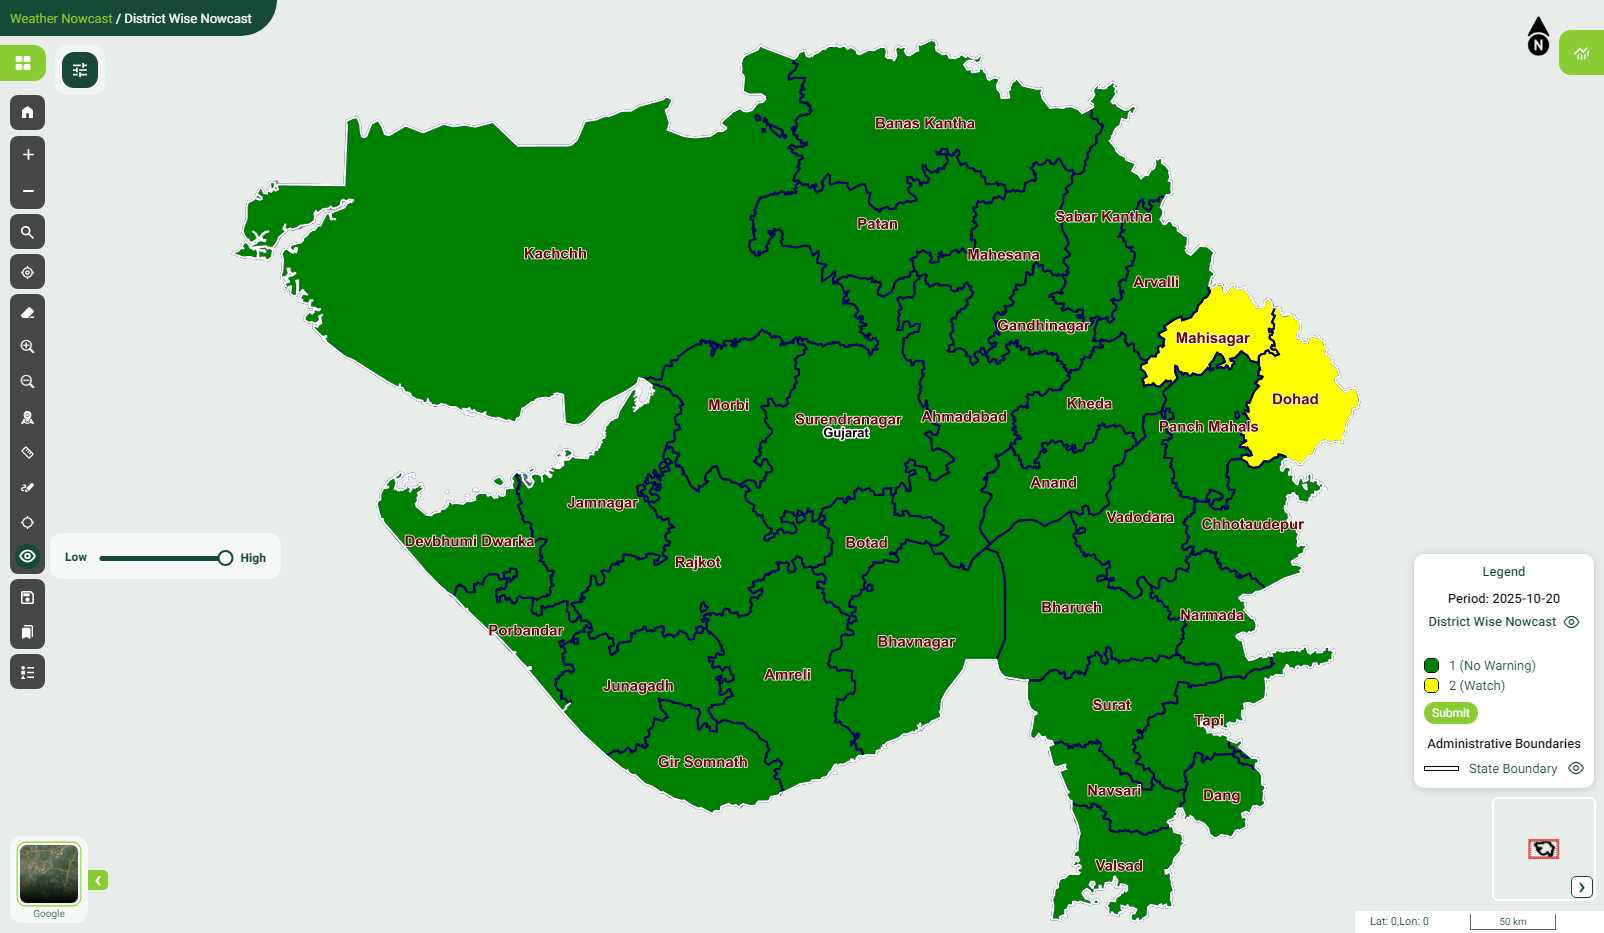 Weather Nowcast / District Wise Nowcast
N
Banas Kantha
Sabar Kantha
Patan
Kachchh
Mahesana
Arvalli
Gandhinagar
Mahisagar
Dohad
Morbi
Kheda
Surendranagar
Ahmadabad
Gujarat
Panch Mahals
Anand
Jamnagar
Vadodara
Chhotaudepur
Devbhumi Dwarka
Botad
Rajkot
Low
High
Bharuch
Narmada
Porbandar
Bhavnagar
Amreli
Junagadh
Surat
Tapi
Gir Somnath
Navsari
Dang
Valsad
Legend
Period: 2025-10-20
District Wise Nowcast
1 (No Warning)
2 (Watch)
Submit
Administrative Boundaries
State Boundary
Google
Lat: 0,Lon: 0
50 km